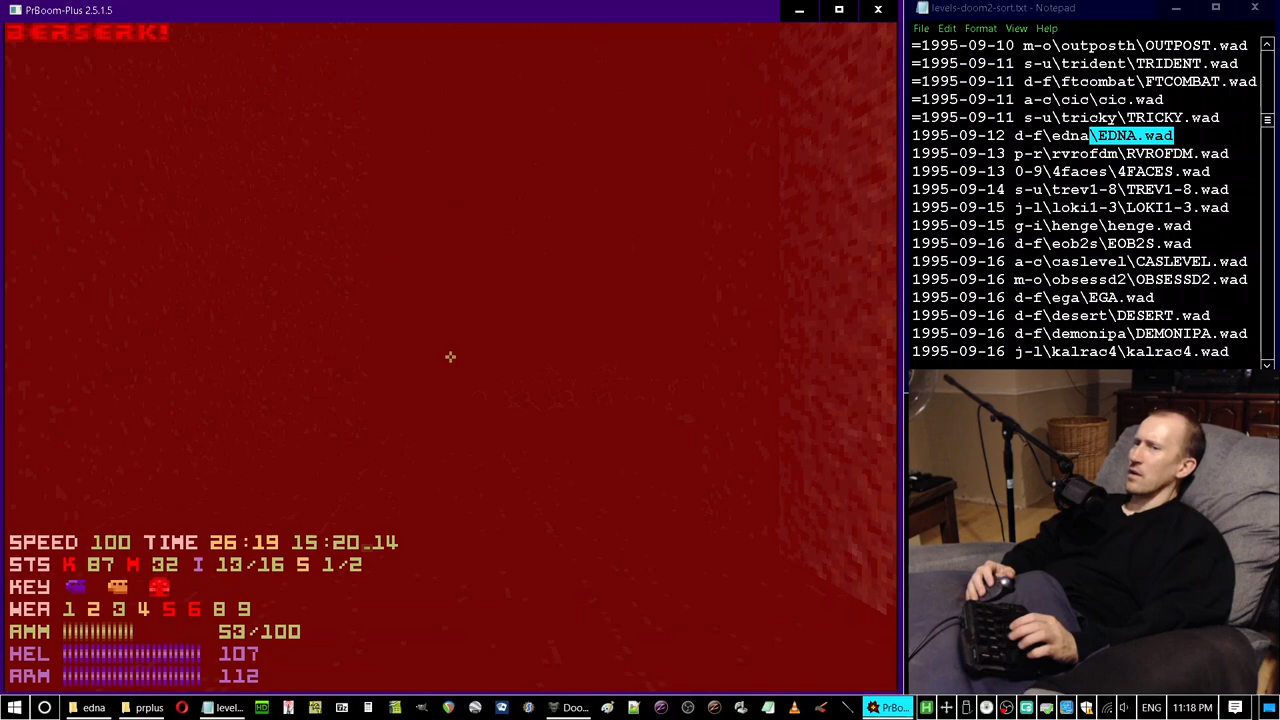 PrBoom-Plus 2.5.1.5
BERSERK!
SPEED 100 TIME 26:19 15:20_14
STS K 87 M 32 I 13/16 S 1/2
KEY
WEA 1 2 3 4 5 6 8 9
AMM 53/100
HEL 107
ARM 112
levels-doom2-sort.txt - Notepad
File Edit Format View Help
=1995-09-10 m-o\outposth\OUTPOST.wad
=1995-09-11 s-u\trident\TRIDENT.wad
=1995-09-11 d-f\ftcombat\FTCOMBAT.wad
=1995-09-11 a-c\cic\cic.wad
=1995-09-11 s-u\tricky\TRICKY.wad
1995-09-12 d-f\edna\EDNA.wad
1995-09-13 p-r\rvrofdm\RVROFDM.wad
1995-09-13 0-9\4faces\4FACES.wad
1995-09-14 s-u\trev1-8\TREV1-8.wad
1995-09-15 j-l\loki1-3\LOKI1-3.wad
1995-09-15 g-i\henge\henge.wad
1995-09-16 d-f\eob2s\EOB2S.wad
1995-09-16 a-c\caslevel\CASLEVEL.wad
1995-09-16 m-o\obsessd2\OBSESSD2.wad
1995-09-16 d-f\ega\EGA.wad
1995-09-16 d-f\desert\DESERT.wad
1995-09-16 d-f\demonipa\DEMONIPA.wad
1995-09-16 j-l\kalrac4\kalrac4.wad
edna prplus level... Doo... PrBo... ENG 11:18 PM